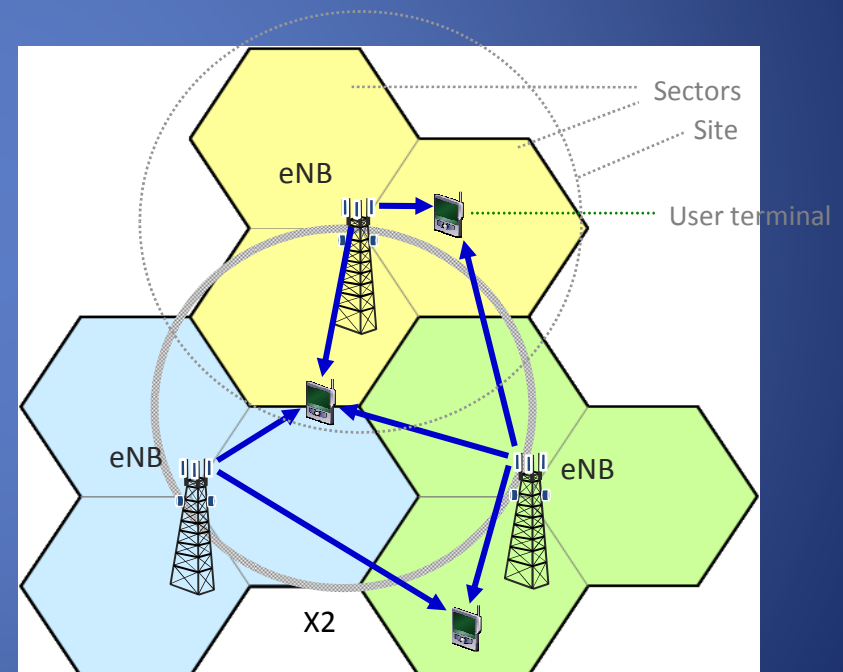 Sectors
Site
eNB
User terminal
eNB
eNB
X2